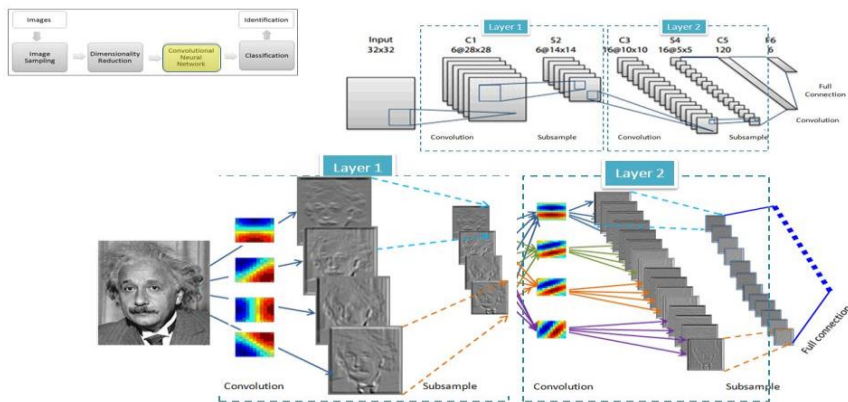 Images
Identification
Image
Sampling
Dimensionality
Reduction
Convolutional
Neural
Network
Classification
Layer 1
Layer 2
Input
32x32
C1
6@28x28
S2
6@14x14
C3
16@10x10
S4
16@5x5
C5
120
F6
6
Full
Connection
Convolution
Convolution
Subsample
Convolution
Subsample
Layer 1
Layer 2
Convolution
Subsample
Convolution
Subsample
Full connection